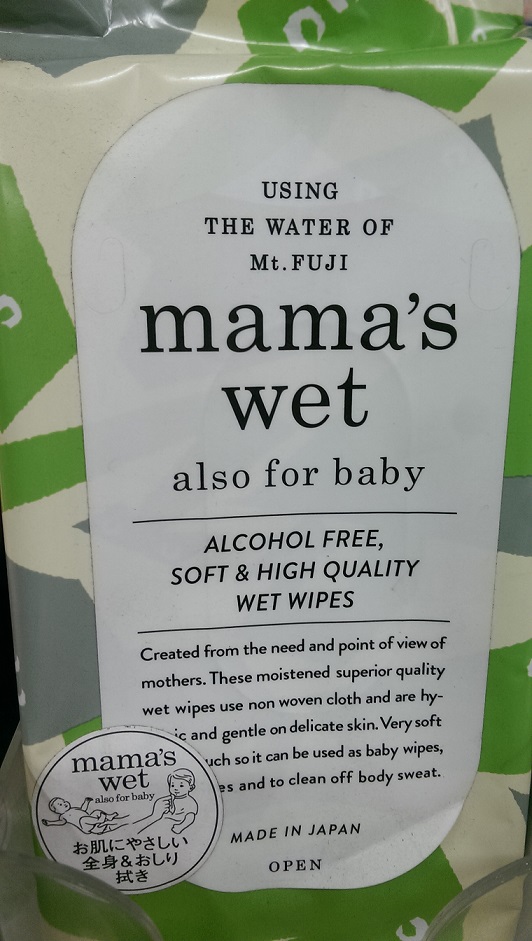 USING
THE WATER OF
Mt.FUJI
mama's
wet
also for baby
ALCOHOL FREE,
SOFT & HIGH QUALITY
WET WIPES
Created from the need and point of view of
mothers. These moistened superior quality
wet wipes use non woven cloth and are hy-
ic and gentle on delicate skin. Very soft
uch so it can be used as baby wipes,
es and to clean off body sweat.
MADE IN JAPAN
OPEN
mama's
wet
also for baby
お肌にやさしい
全身&おしり
拭き